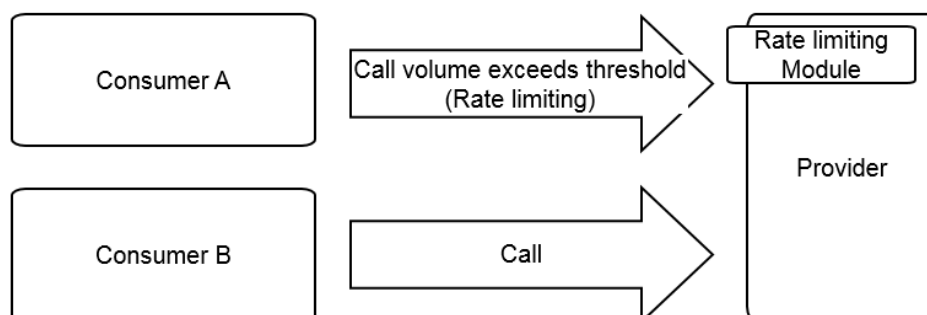 Consumer A
Call volume exceeds threshold
(Rate limiting)
Rate limiting
Module
Provider
Consumer B
Call